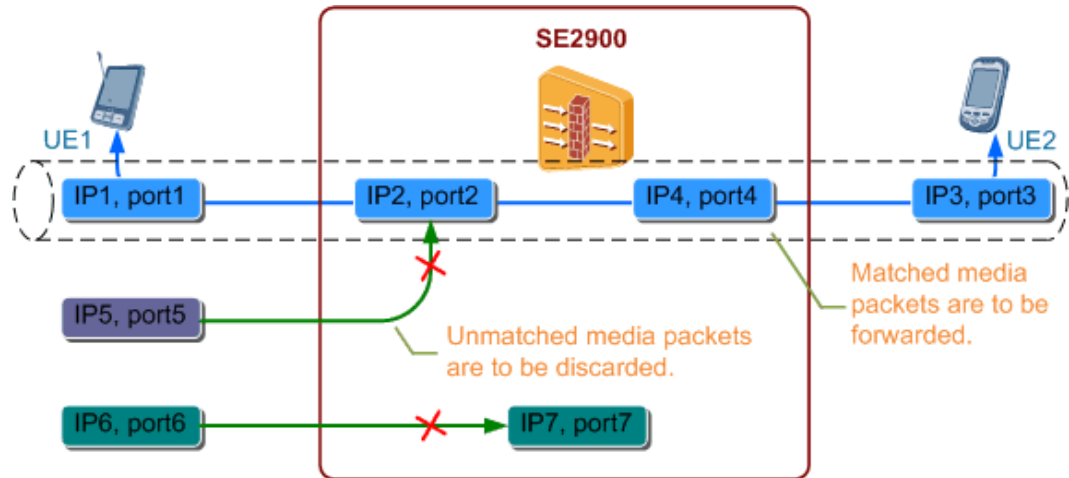 SE2900
UE1
UE2
IP1, port1
IP2, port2
IP4, port4
IP3, port3
IP5, port5
Unmatched media packets
are to be discarded.
Matched media
packets are to be
forwarded.
IP6, port6
IP7, port7